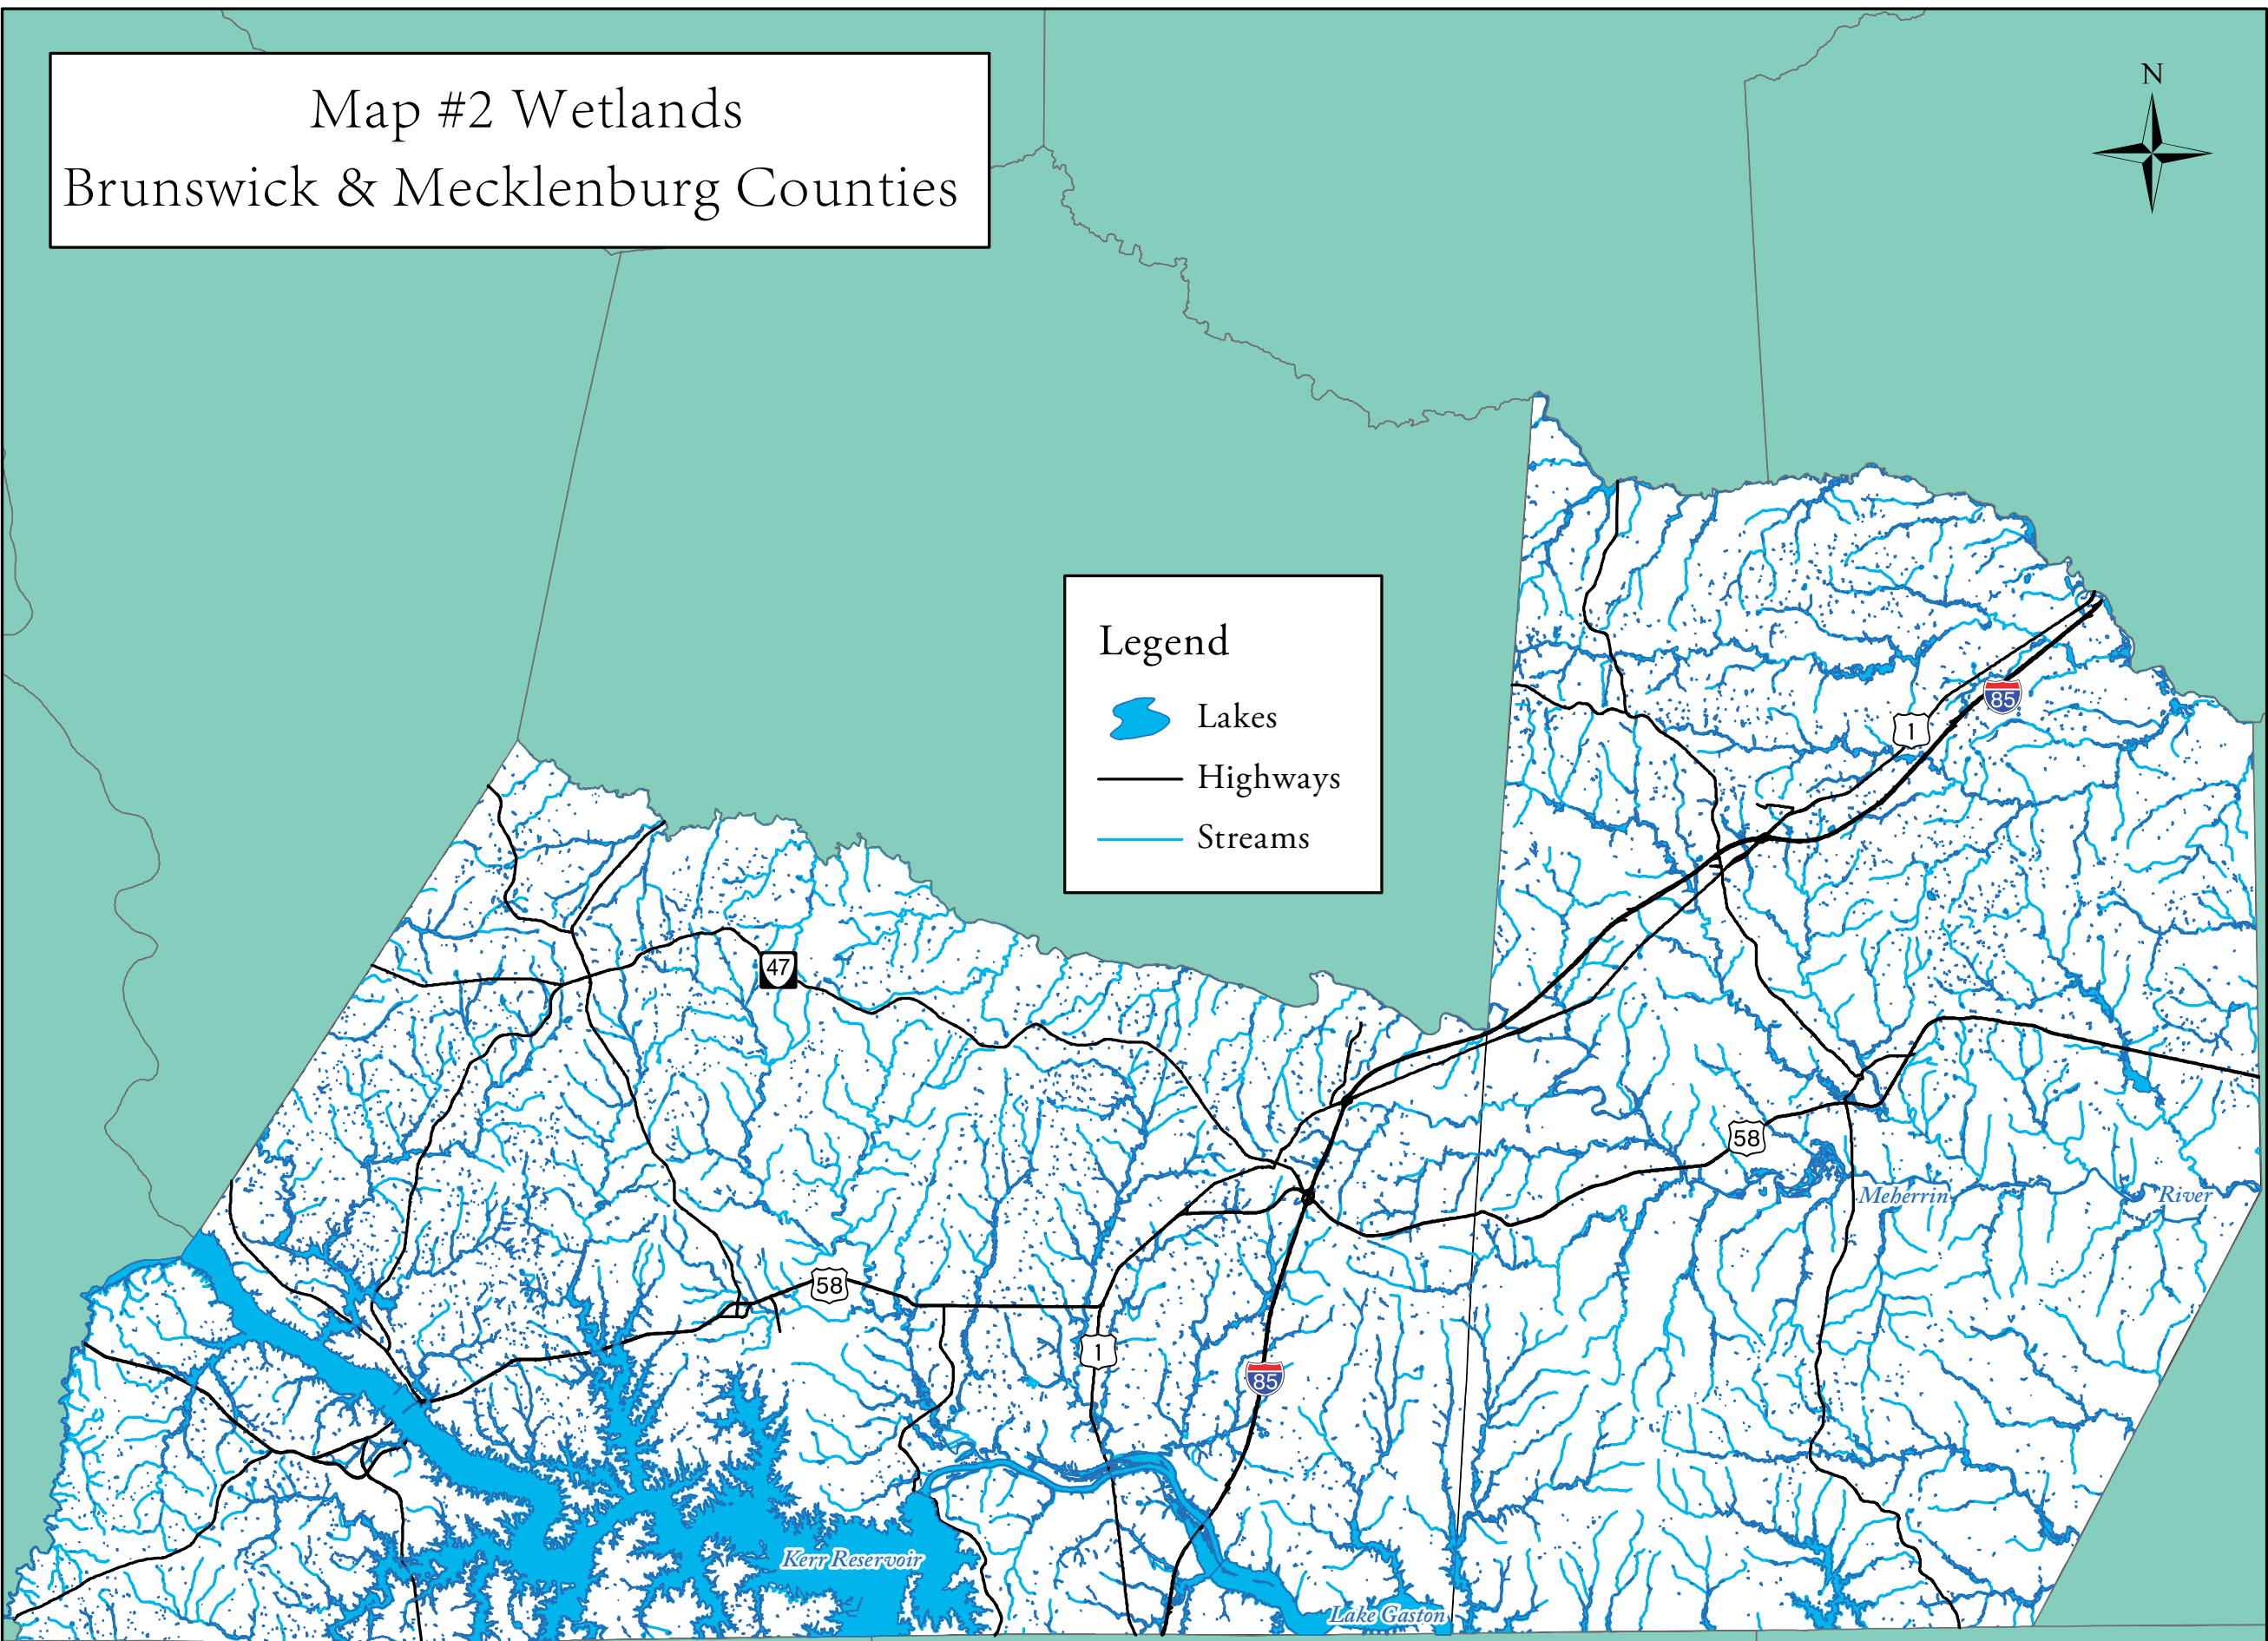 Map #2 Wetlands
Brunswick & Mecklenburg Counties
N
Legend
Lakes
Highways
Streams
85
1
47
58
Meherrin River
58
1
85
Kerr Reservoir
Lake Gaston